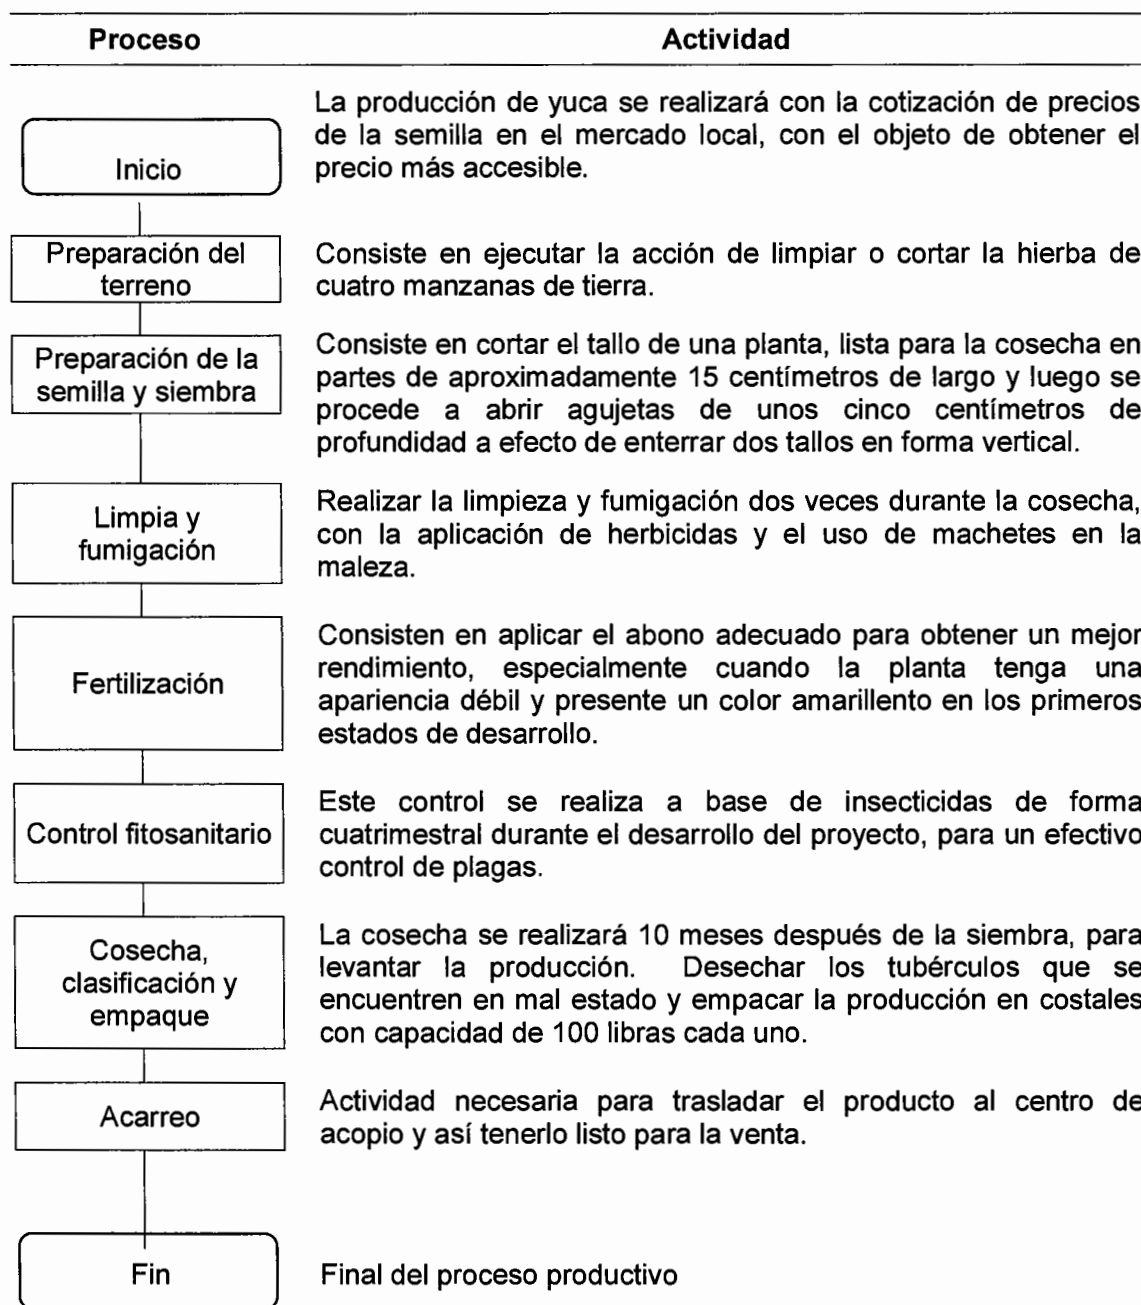 Proceso Actividad
Inicio
La producción de yuca se realizará con la cotización de precios
de la semilla en el mercado local, con el objeto de obtener el
precio más accesible.
Preparación del
terreno
Consiste en ejecutar la acción de limpiar o cortar la hierba de
cuatro manzanas de tierra.
Preparación de la
semilla y siembra
Consiste en cortar el tallo de una planta, lista para la cosecha en
partes de aproximadamente 15 centímetros de largo y luego se
procede a abrir agujetas de unos cinco centímetros de
profundidad a efecto de enterrar dos tallos en forma vertical.
Limpia y
fumigación
Realizar la limpieza y fumigación dos veces durante la cosecha,
con la aplicación de herbicidas y el uso de machetes en la
maleza.
Fertilización
Consisten en aplicar el abono adecuado para obtener un mejor
rendimiento, especialmente cuando la planta tenga una
apariencia débil y presente un color amarillento en los primeros
estados de desarrollo.
Control fitosanitario
Este control se realiza a base de insecticidas de forma
cuatrimestral durante el desarrollo del proyecto, para un efectivo
control de plagas.
Cosecha,
clasificación y
empaque
La cosecha se realizará 10 meses después de la siembra, para
levantar la producción. Desechar los tubérculos que se
encuentren en mal estado y empacar la producción en costales
con capacidad de 100 libras cada uno.
Acarreo
Actividad necesaria para trasladar el producto al centro de
acopio y así tenerlo listo para la venta.
Fin
Final del proceso productivo